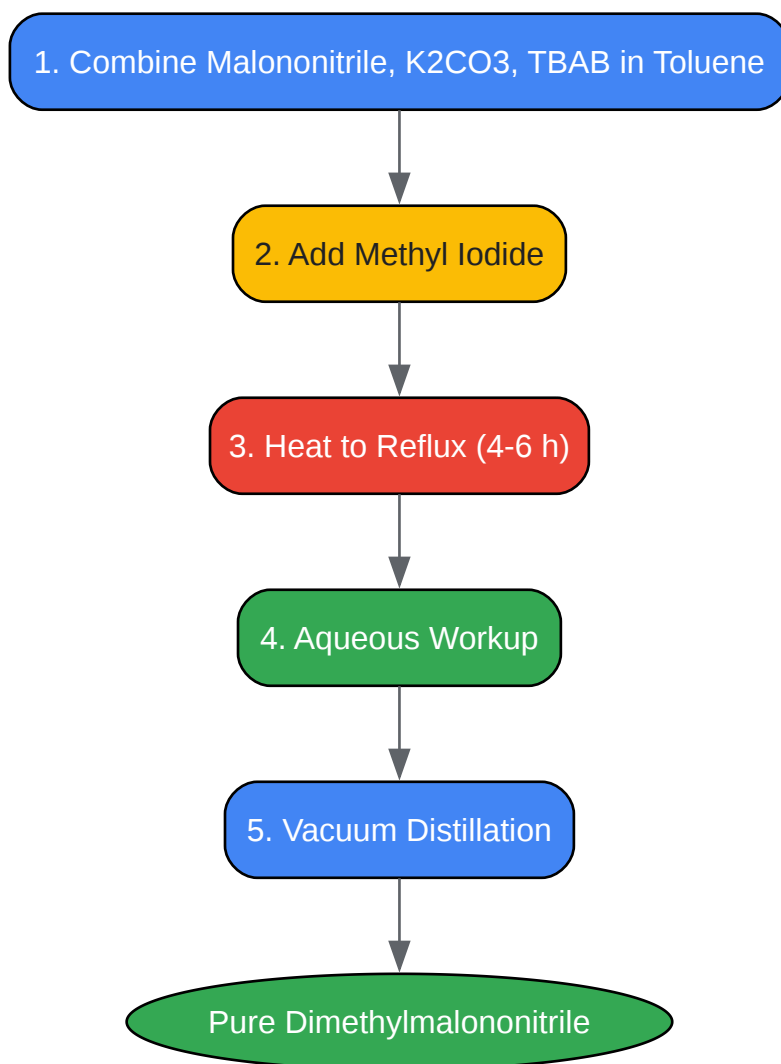 1. Combine Malononitrile, K2CO3, TBAB in Toluene
2. Add Methyl Iodide
3. Heat to Reflux (4-6 h)
4. Aqueous Workup
5. Vacuum Distillation
Pure Dimethylmalononitrile